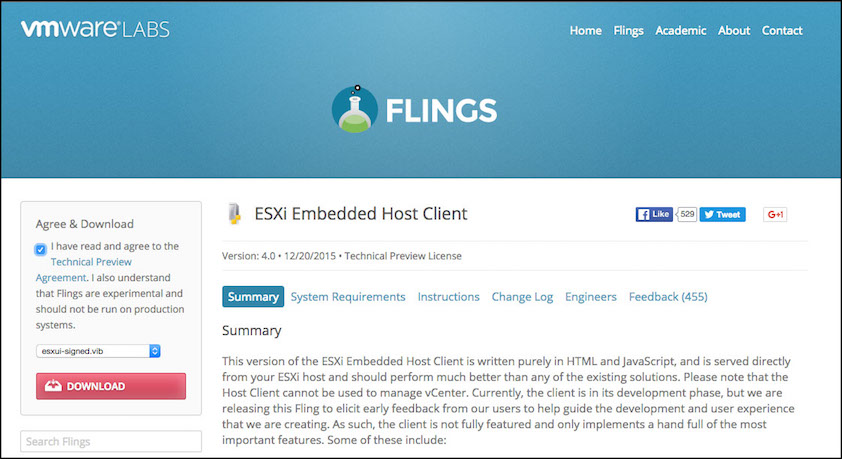 vmware® LABS
Home Flings Academic About Contact
FLINGS
Agree & Download
I have read and agree to the
Technical Preview
Agreement. I also understand
that Flings are experimental and
should not be run on production
systems.
esxui-signed.vib
DOWNLOAD
Search Flings
ESXi Embedded Host Client
Like 529 Tweet G+1
Version: 4.0 • 12/20/2015 • Technical Preview License
Summary System Requirements Instructions Change Log Engineers Feedback (455)
Summary
This version of the ESXi Embedded Host Client is written purely in HTML and JavaScript, and is served directly
from your ESXi host and should perform much better than any of the existing solutions. Please note that the
Host Client cannot be used to manage vCenter. Currently, the client is in its development phase, but we are
releasing this Fling to elicit early feedback from our users to help guide the development and user experience
that we are creating. As such, the client is not fully featured and only implements a hand full of the most
important features. Some of these include: